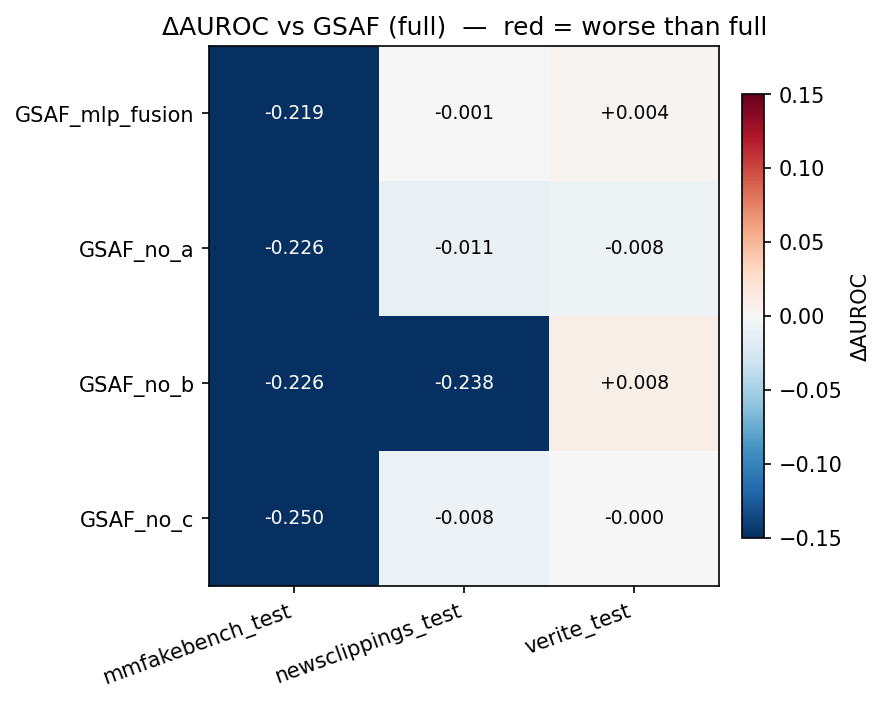 ΔAUROC vs GSAF (full) — red = worse than full
GSAF_mlp_fusion
-0.219
-0.001
+0.004
GSAF_no_a
-0.226
-0.011
-0.008
GSAF_no_b
-0.226
-0.238
+0.008
GSAF_no_c
-0.250
-0.008
-0.000
mmfakebench_test
newsclippings_test
verite_test
0.15
0.10
0.05
0.00
−0.05
−0.10
−0.15
ΔAUROC